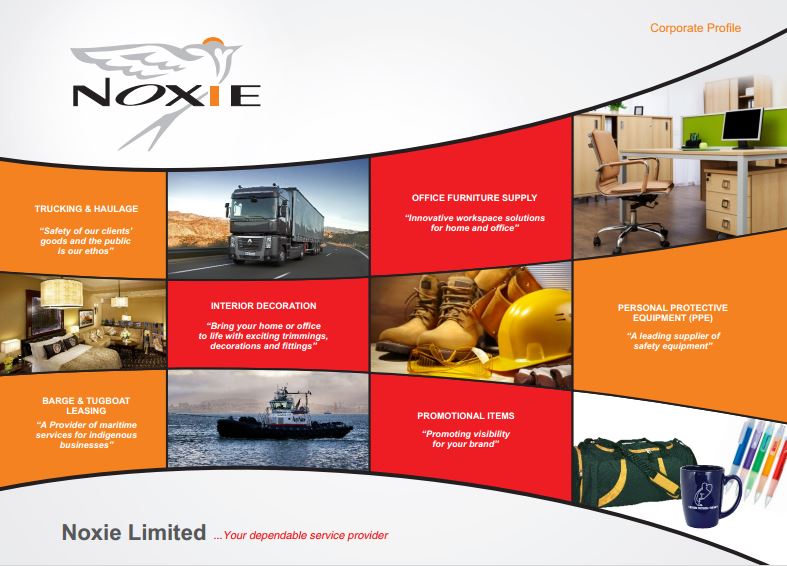 Corporate Profile
NOXIE
TRUCKING & HAULAGE
“Safety of our clients’
goods and the public
is our ethos”
OFFICE FURNITURE SUPPLY
“Innovative workspace solutions
for home and office”
INTERIOR DECORATION
“Bring your home or office
to life with exciting trimmings,
decorations and fittings”
PERSONAL PROTECTIVE
EQUIPMENT (PPE)
“A leading supplier of
safety equipment”
BARGE & TUGBOAT
LEASING
“A Provider of maritime
services for indigenous
businesses”
PROMOTIONAL ITEMS
“Promoting visibility
for your brand”
Noxie Limited ...Your dependable service provider